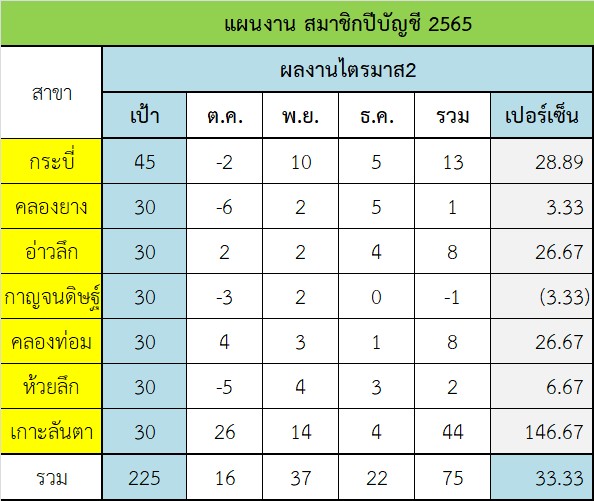 แผนงาน สมาชิกปีบัญชี 2565
สาขา ผลงานไตรมาส2
เป้า ต.ค. พ.ย. ธ.ค. รวม เปอร์เซ็น
กระบี่ 45 -2 10 5 13 28.89
คลองยาง 30 -6 2 5 1 3.33
อ่าวลึก 30 2 2 4 8 26.67
กาญจนดิษฐ์ 30 -3 2 0 -1 (3.33)
คลองท่อม 30 4 3 1 8 26.67
ห้วยลึก 30 -5 4 3 2 6.67
เกาะลันตา 30 26 14 4 44 146.67
รวม 225 16 37 22 75 33.33